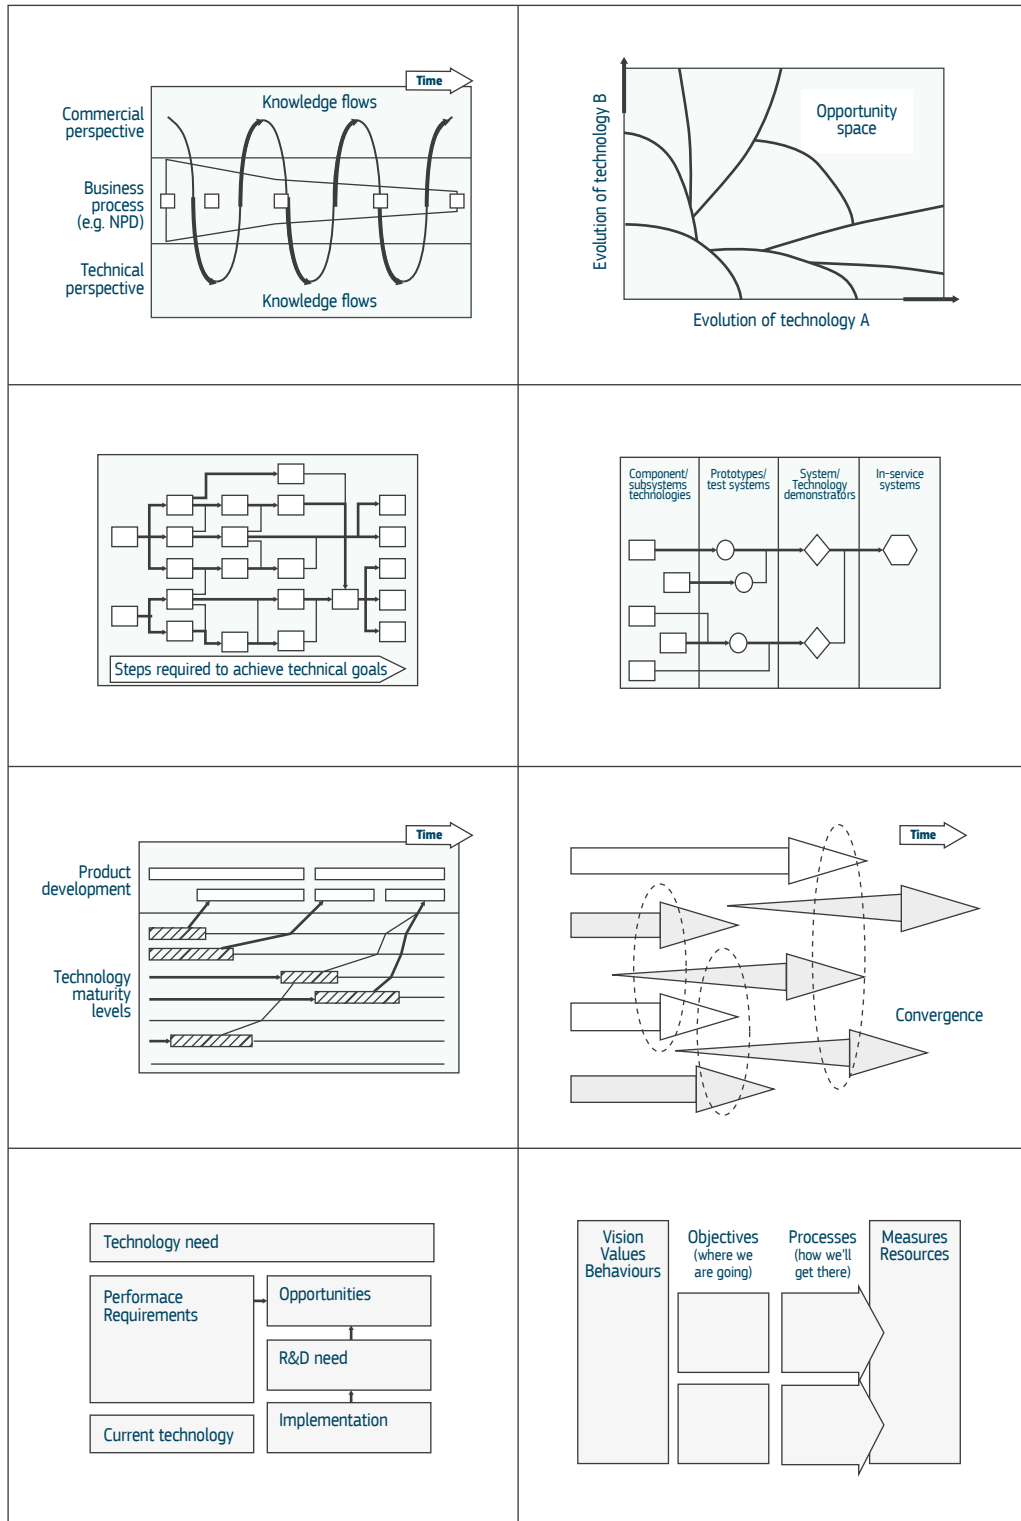 Time
Knowledge flows
Commercial
perspective
Business
process
(e.g. NPD)
Technical
perspective
Knowledge flows
Evolution of technology B
Opportunity
space
Evolution of technology A
Steps required to achieve technical goals
Component/
subsystems
technologies
Prototypes/
test systems
System/
Technology
demonstrators
In-service
systems
Time
Product
development
Technology
maturity
levels
Time
Convergence
Technology need
Performace
Requirements
Opportunities
R&D need
Implementation
Current technology
Vision
Values
Behaviours
Objectives
(where we
are going)
Processes
(how we'll
get there)
Measures
Resources